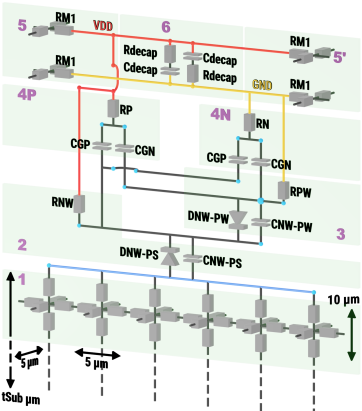 5
RM1
VDD
6
Rdecap
Cdecap
Cdecap
Rdecap
RM1
5'
RM1
GND
RM1
4P
RP
4N
RN
CGP
CGN
CGP
CGN
RNW
RPW
DNW-PW
CNW-PW
3
2
DNW-PS
CNW-PS
1
10 µm
5 µm
5 µm
tSub µm